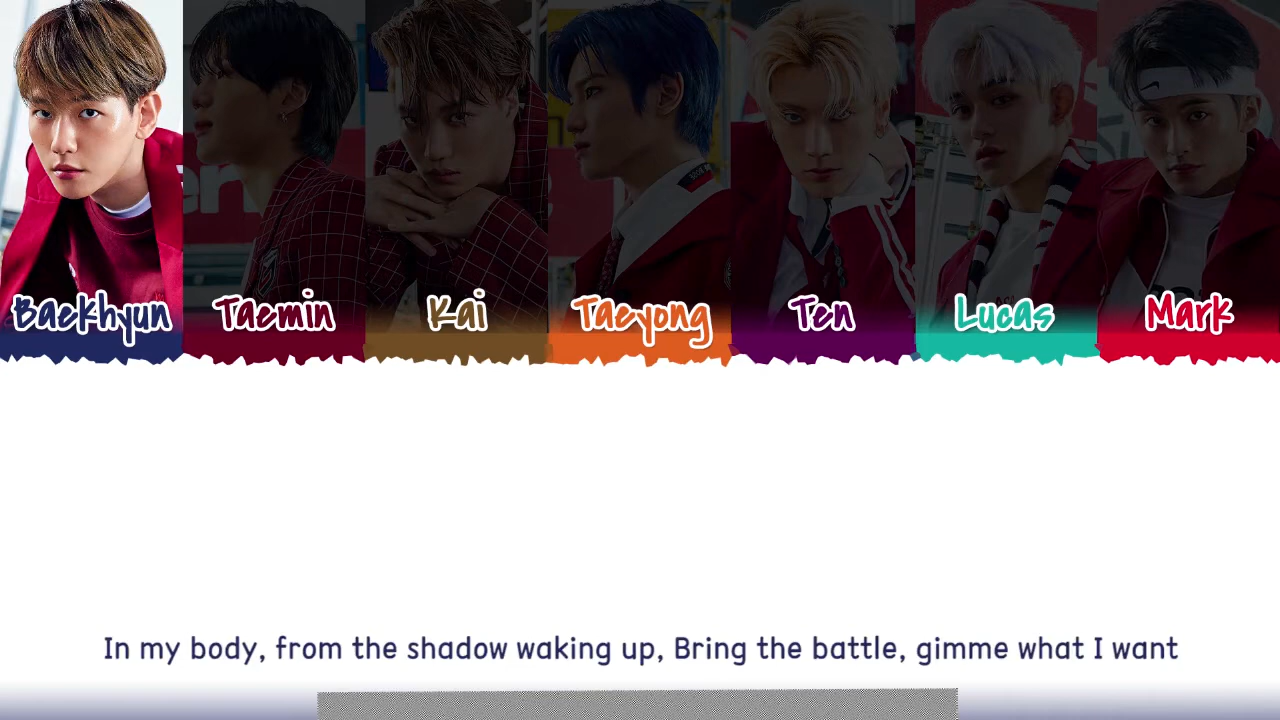 Baekhyun Taemin Kai Taeyong Ten Lucas Mark
In my body, from the shadow waking up, Bring the battle, gimme what I want